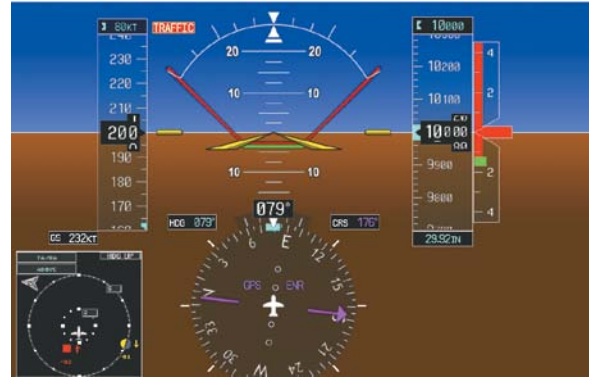 80KT
TRAFFIC
10000
230
220
210
200
190
180
170
20 20
10 10
10 10
10200
10100
10000
9900
9800
4
2
2
4
29.92IN
GS 232KT
HDG 079°
079°
CRS 176°
HDG UP
GPS ENR
3
6
E
12
15
S
21
24
W
30
33
N